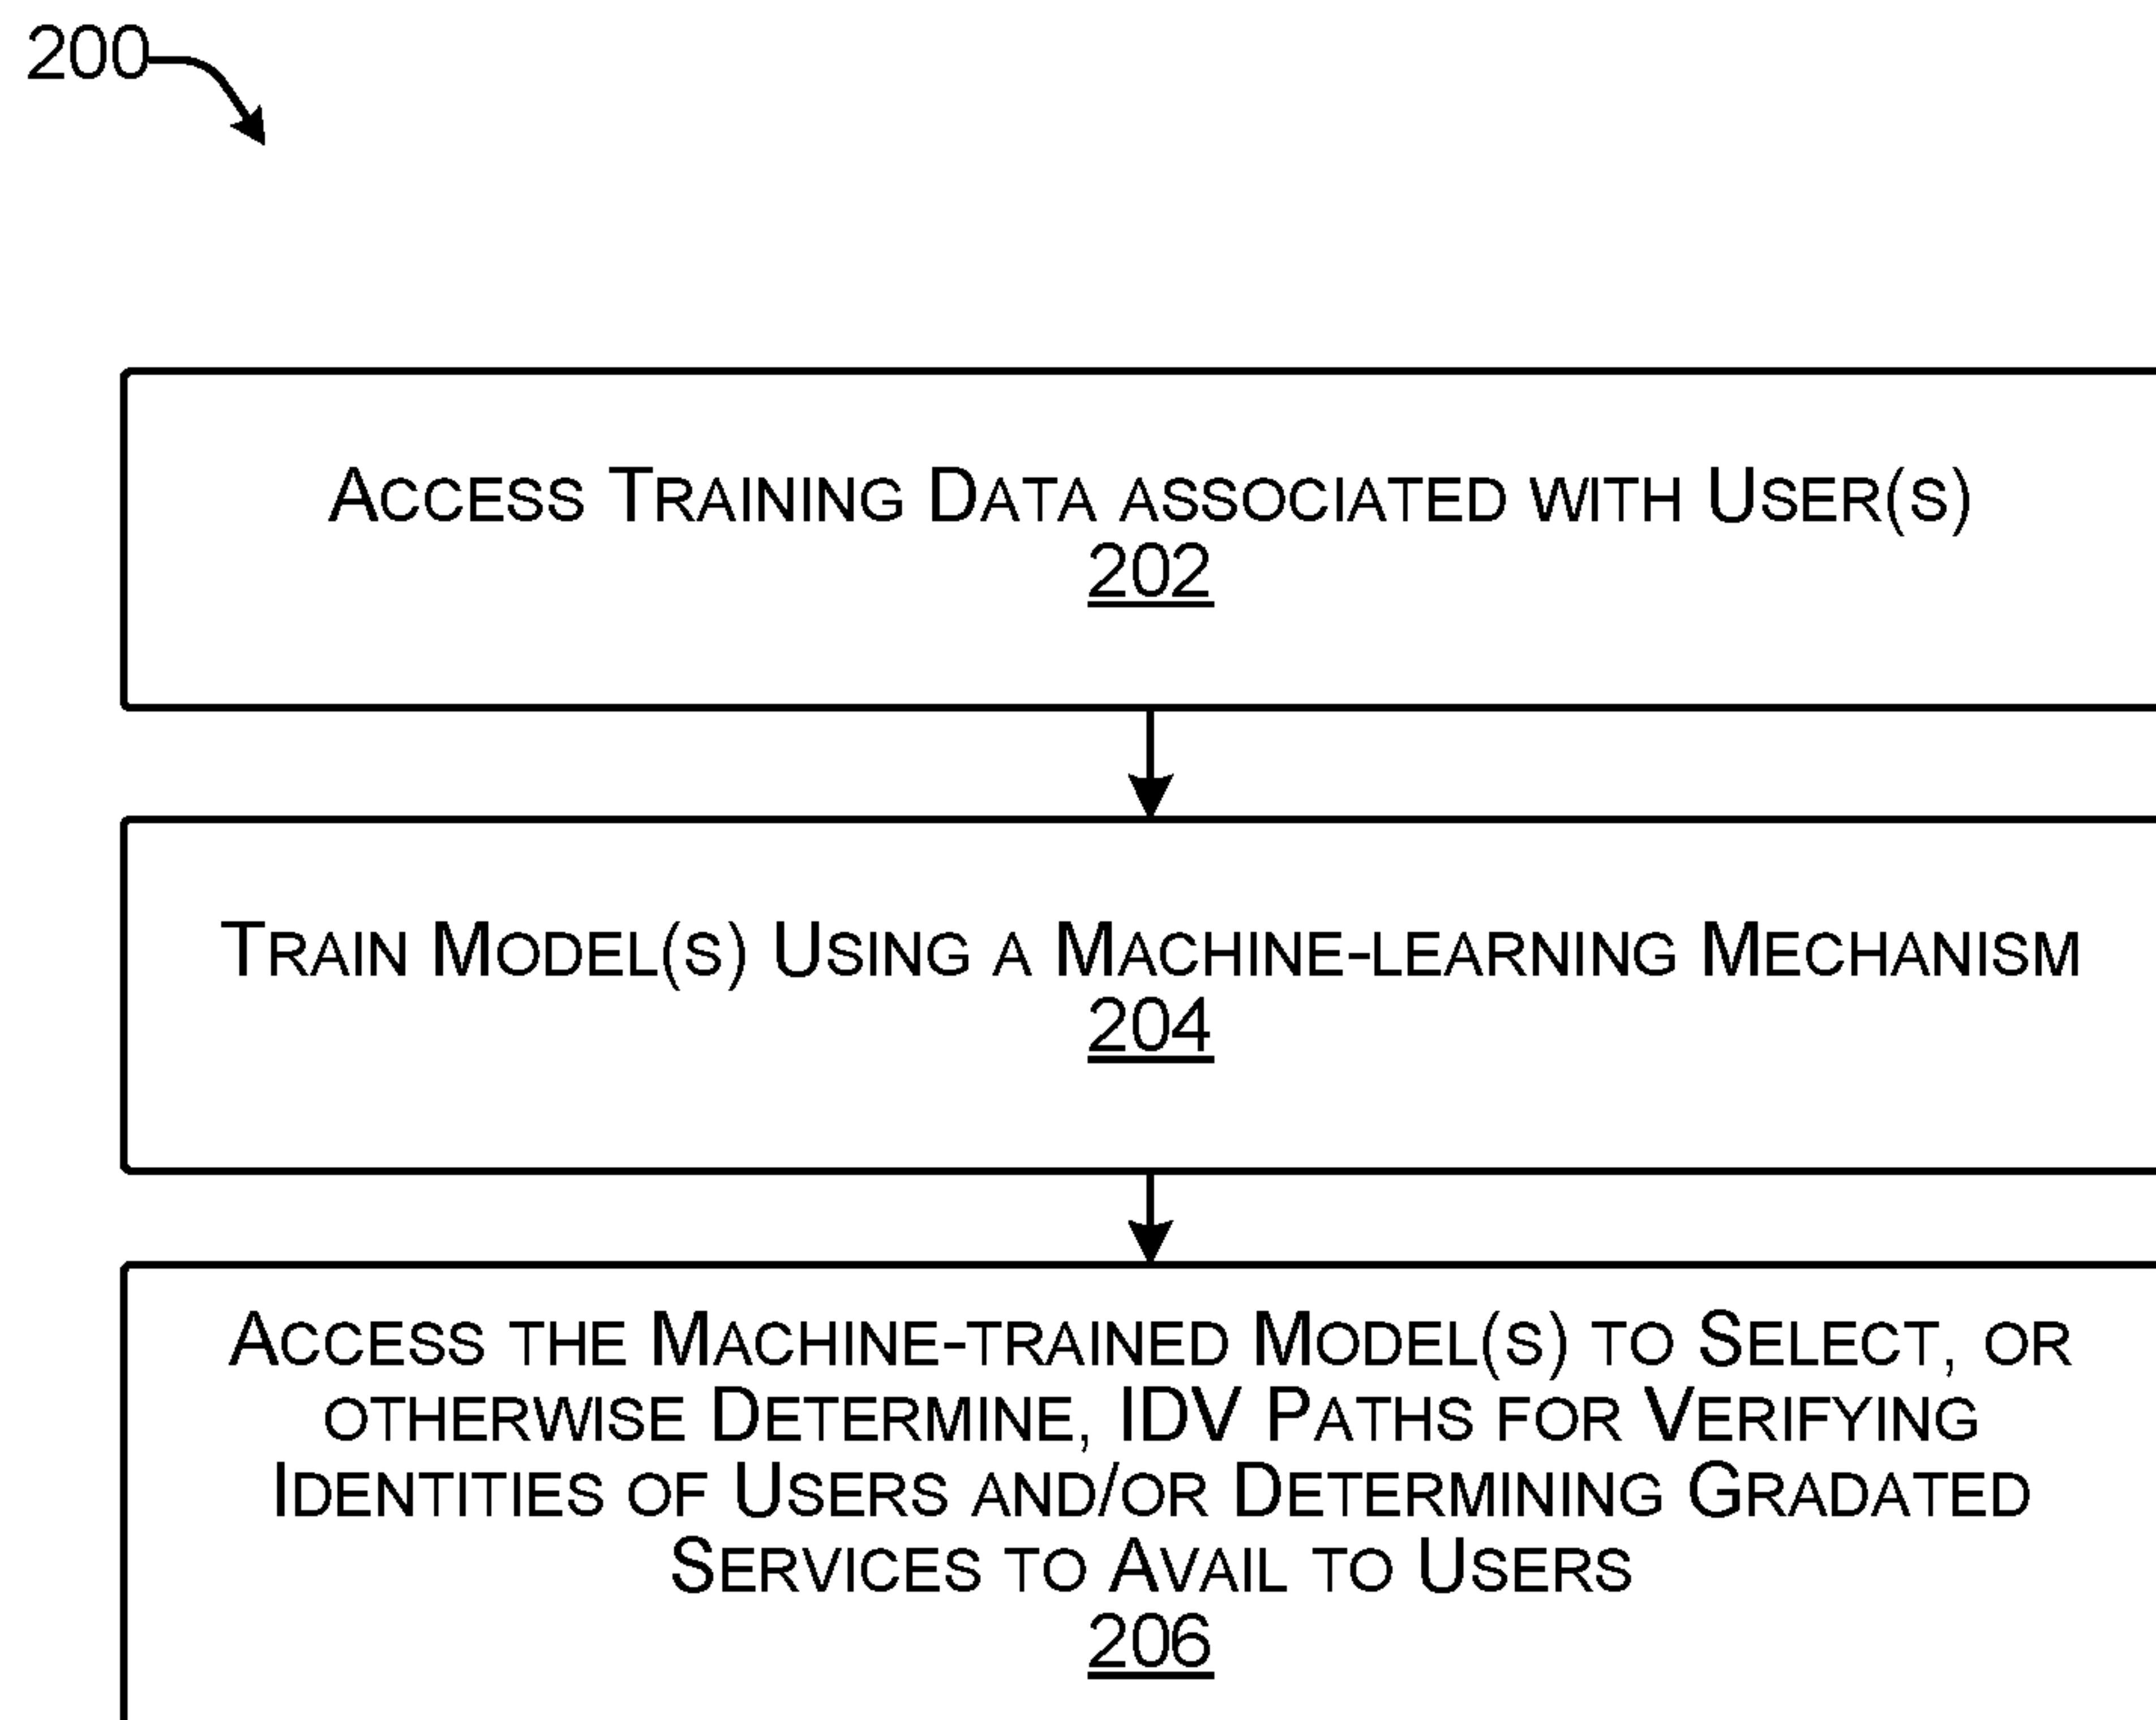 200
Access Training Data associated with User(s)
202
Train Model(s) Using a Machine-learning Mechanism
204
Access the Machine-trained Model(s) to Select, or
otherwise Determine, IDV Paths for Verifying
Identities of Users and/or Determining Gradated
Services to Avail to Users
206